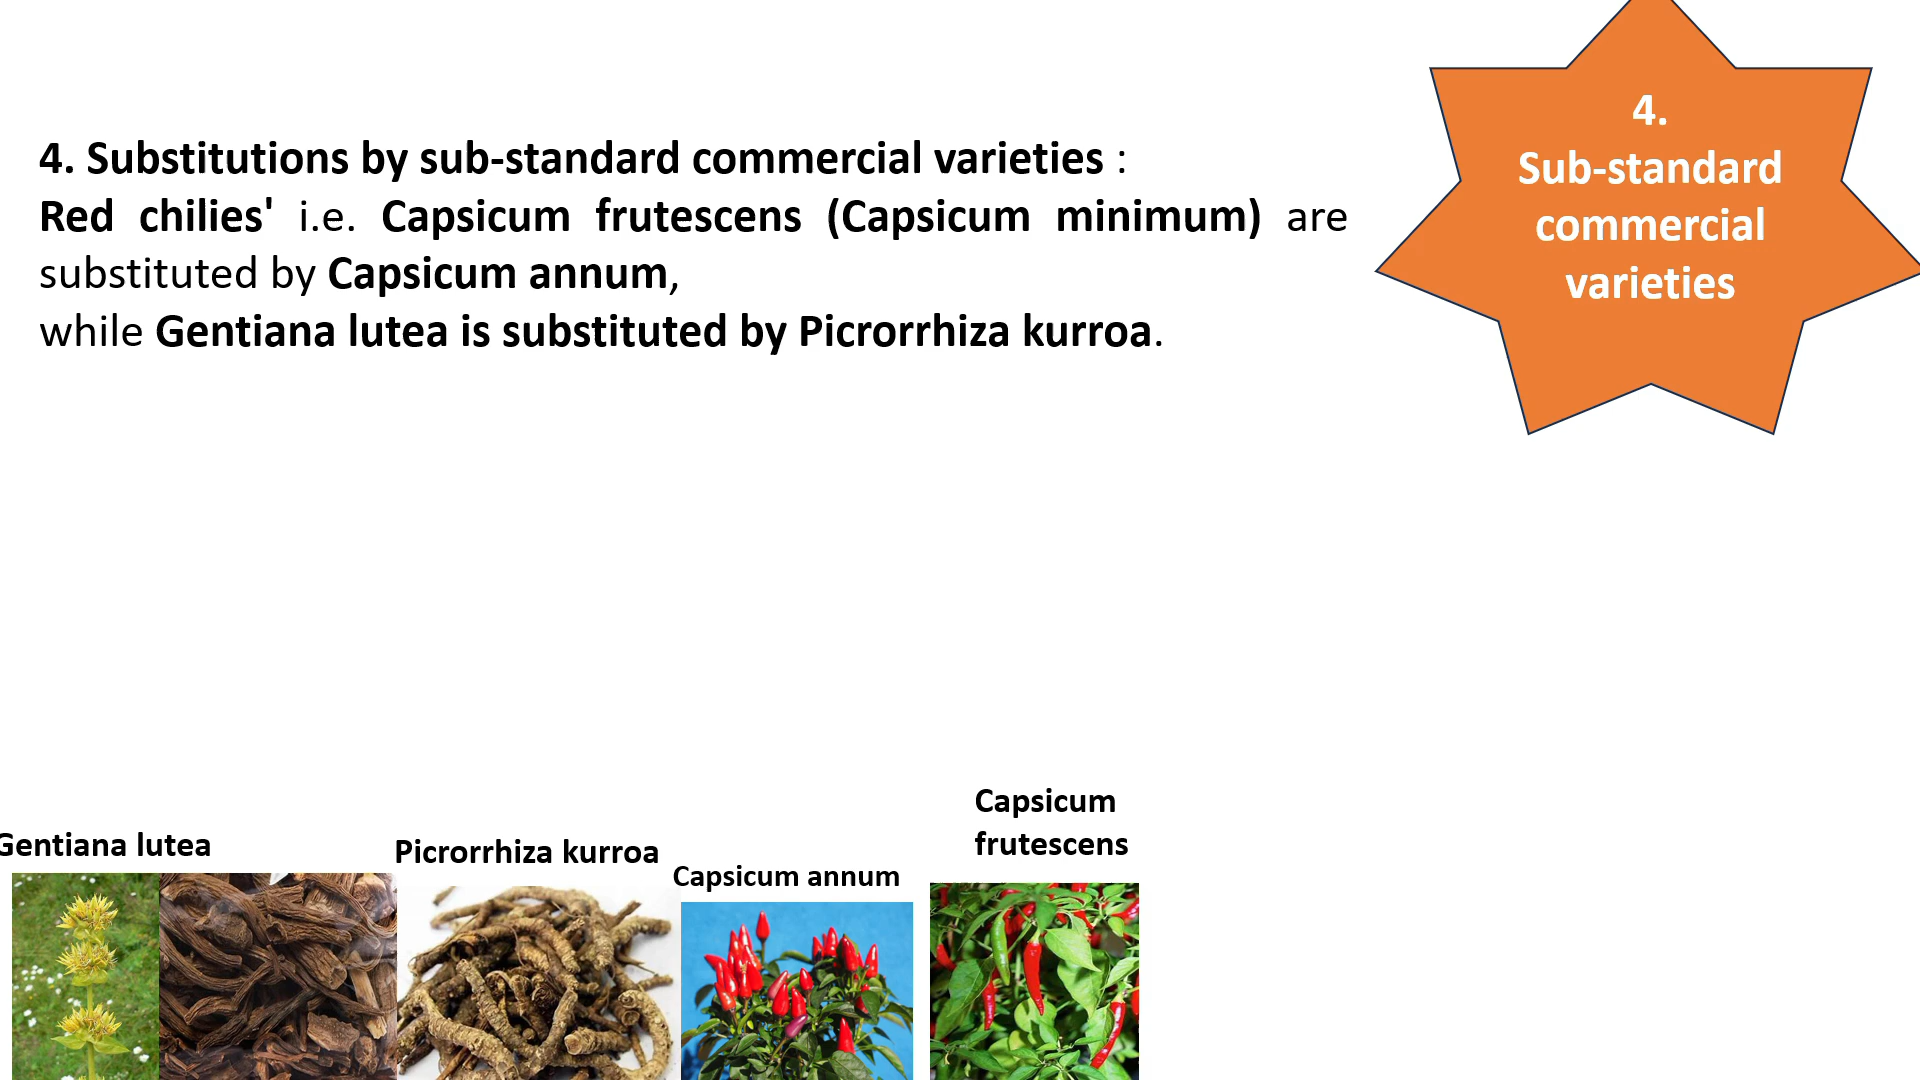 4. Substitutions by sub-standard commercial varieties :
Red chilies' i.e. Capsicum frutescens (Capsicum minimum) are
substituted by Capsicum annum,
while Gentiana lutea is substituted by Picrorrhiza kurroa.
4.
Sub-standard
commercial
varieties
Gentiana lutea
Picrorrhiza kurroa
Capsicum annum
Capsicum
frutescens